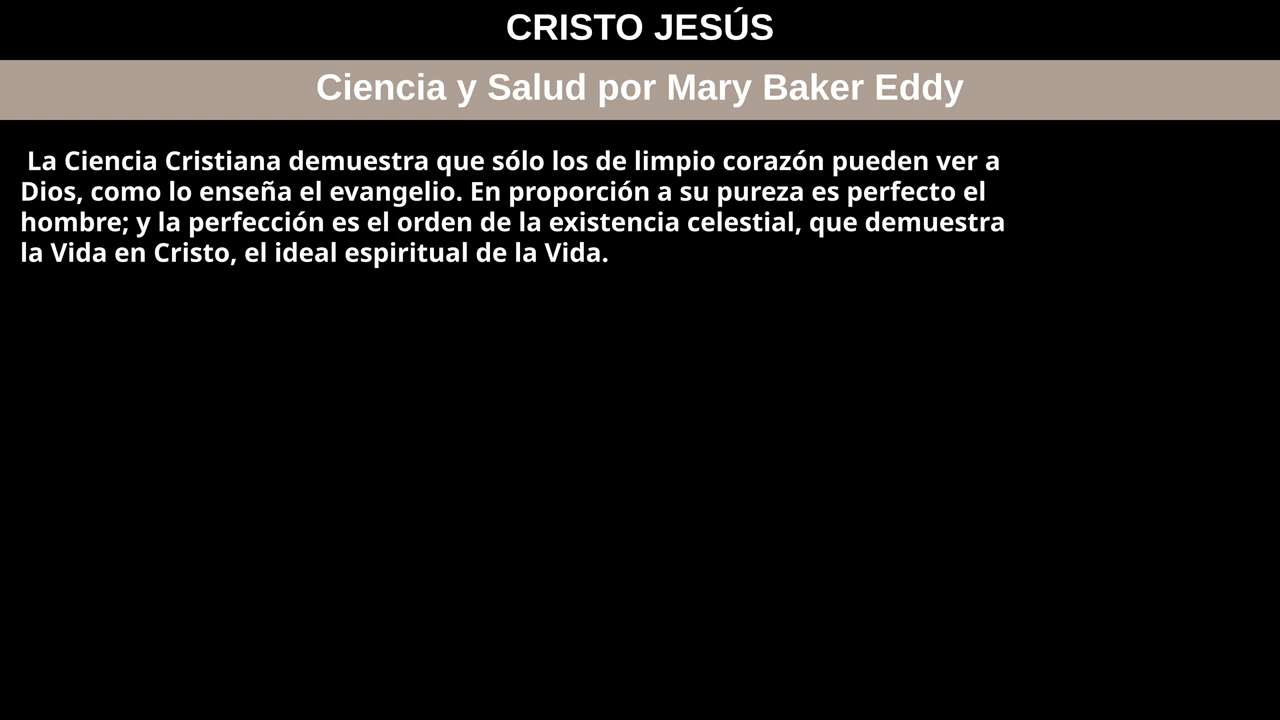 CRISTO JESÚS
Ciencia y Salud por Mary Baker Eddy
La Ciencia Cristiana demuestra que sólo los de limpio corazón pueden ver a
Dios, como lo enseña el evangelio. En proporción a su pureza es perfecto el
hombre; y la perfección es el orden de la existencia celestial, que demuestra
la Vida en Cristo, el ideal espiritual de la Vida.